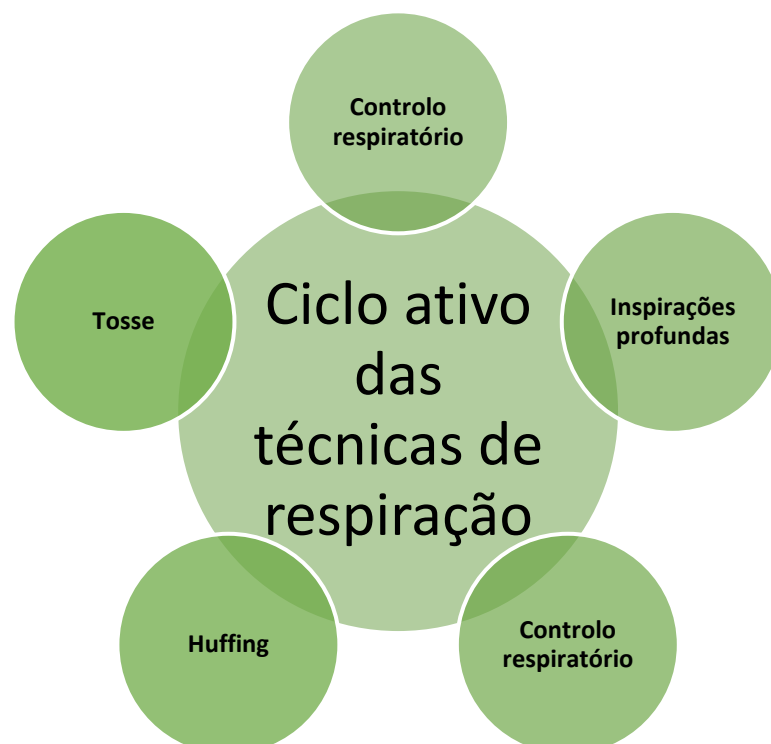 Controlo
respiratório
Inspirações
profundas
Controlo
respiratório
Huffing
Tosse
Ciclo ativo
das
técnicas de
respiração